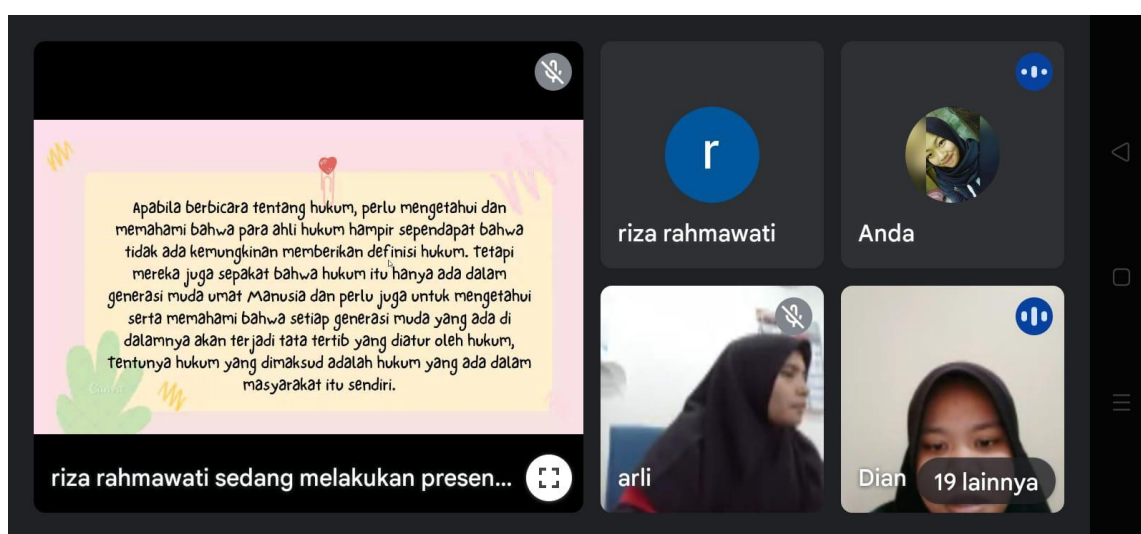 Apabila berbicara tentang hukum, perlu mengetahui dan
memahami bahwa para ahli hukum hampir sependapat bahwa
tidak ada kemungkinan memberikan definisi hukum. Tetapi
mereka juga sepakat bahwa hukum itu hanya ada dalam
generasi muda umat Manusia dan perlu juga untuk mengetahui
serta memahami bahwa setiap generasi muda yang ada di
dalamnya akan terjadi tata tertib yang diatur oleh hukum,
Tentunya hukum yang dimaksud adalah hukum yang ada dalam
masyarakat itu sendiri.
riza rahmawati sedang melakukan presen...
r
riza rahmawati
Anda
arli
Dian
19 lainnya